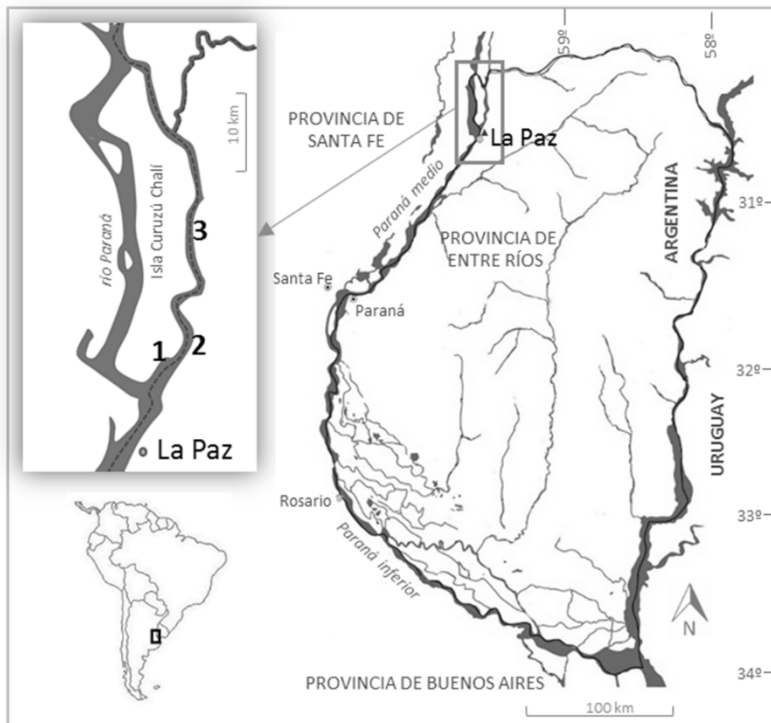 10 km
río Paraná
Isla Curuzú Chalí
3
1
2
La Paz
59º
58º
PROVINCIA DE
SANTA FE
La Paz
Paraná medio
31º
ARGENTINA
PROVINCIA DE
ENTRE RÍOS
Santa Fe
Paraná
32º
URUGUAY
Rosario
33º
Paraná inferior
N
34º
PROVINCIA DE BUENOS AIRES
100 km